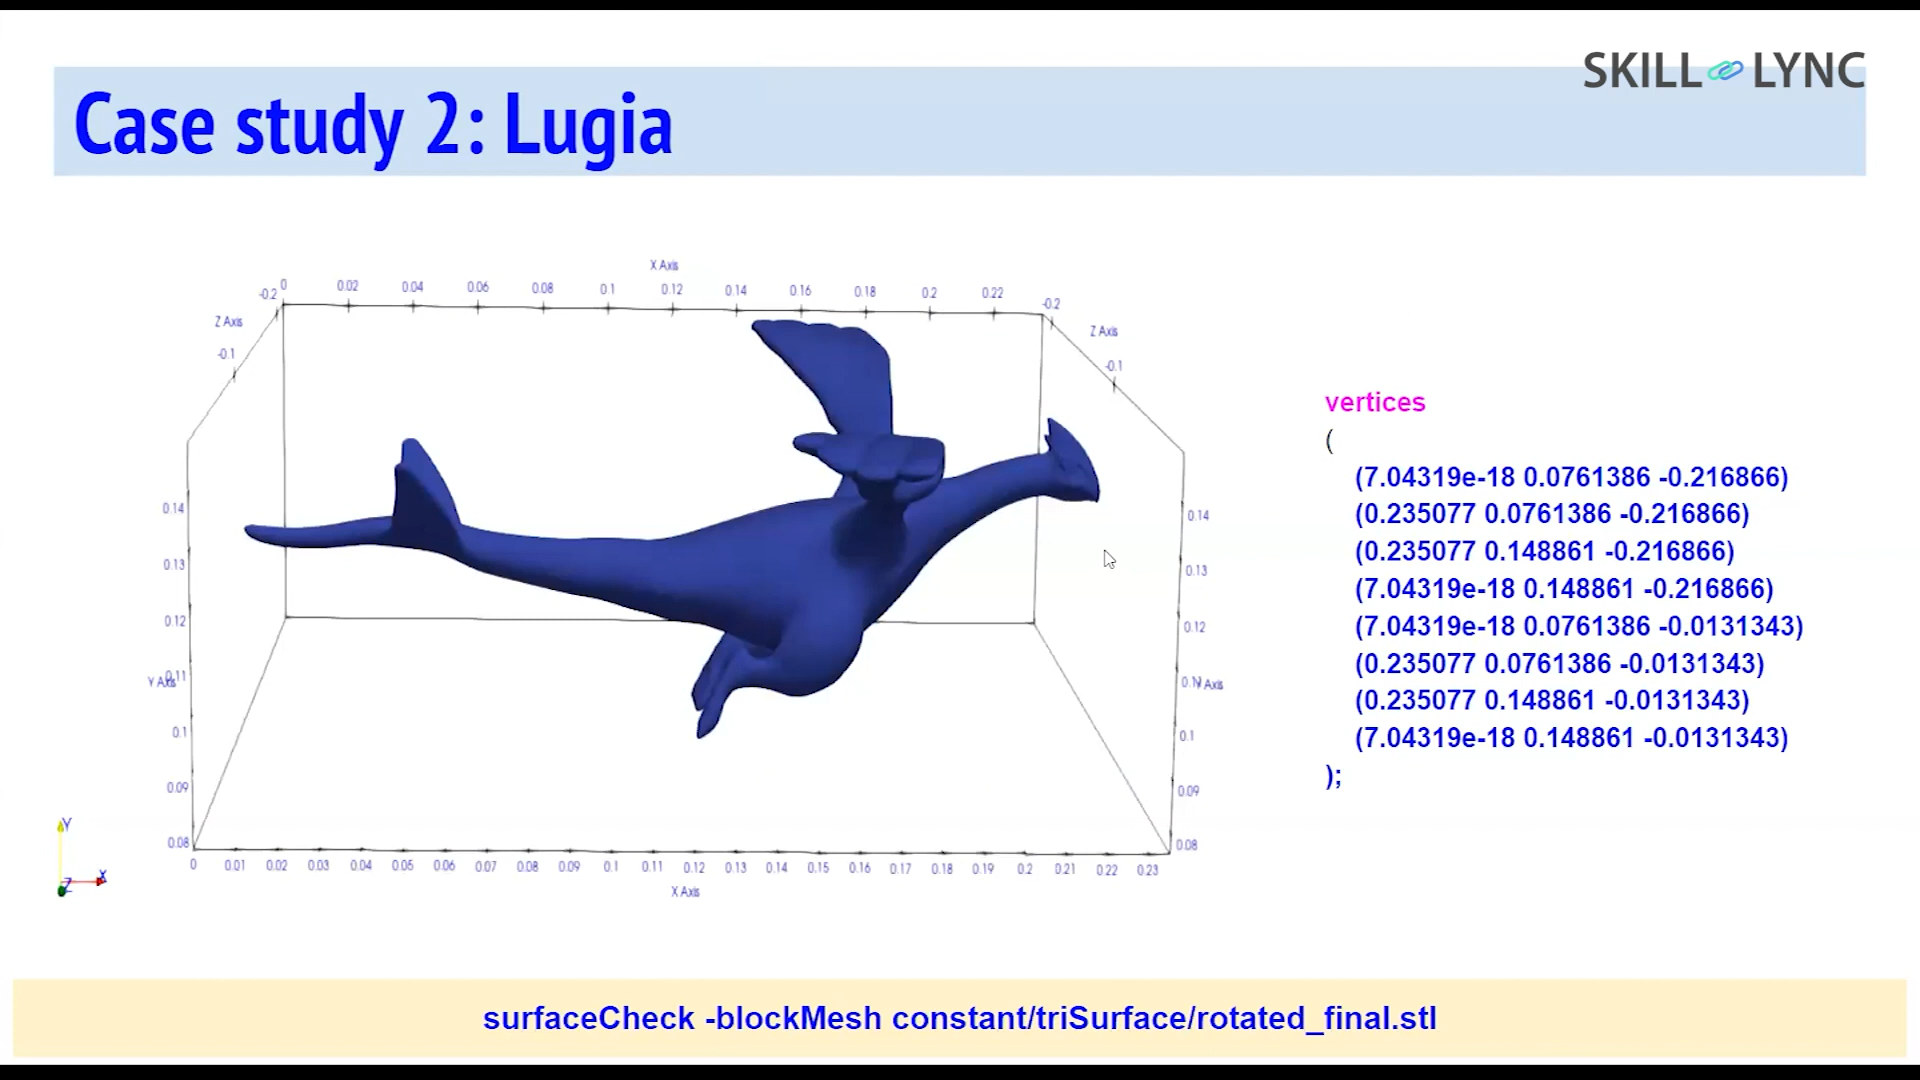 SKILL LYNC
Case study 2: Lugia
X Axis
-0.2 0 0.02 0.04 0.06 0.08 0.1 0.12 0.14 0.16 0.18 0.2 0.22 -0.2
Z Axis Z Axis
-0.1 -0.1
0.14 0.14
0.13 0.13
0.12 0.12
Y Axis 0.11 0.11 Y Axis
0.1 0.1
0.09 0.09
0.08 0.08
0 0.01 0.02 0.03 0.04 0.05 0.06 0.07 0.08 0.09 0.1 0.11 0.12 0.13 0.14 0.15 0.16 0.17 0.18 0.19 0.2 0.21 0.22 0.23
X Axis
Y
Z X
vertices
(
(7.04319e-18 0.0761386 -0.216866)
(0.235077 0.0761386 -0.216866)
(0.235077 0.148861 -0.216866)
(7.04319e-18 0.148861 -0.216866)
(7.04319e-18 0.0761386 -0.0131343)
(0.235077 0.0761386 -0.0131343)
(0.235077 0.148861 -0.0131343)
(7.04319e-18 0.148861 -0.0131343)
);
surfaceCheck -blockMesh constant/triSurface/rotated_final.stl